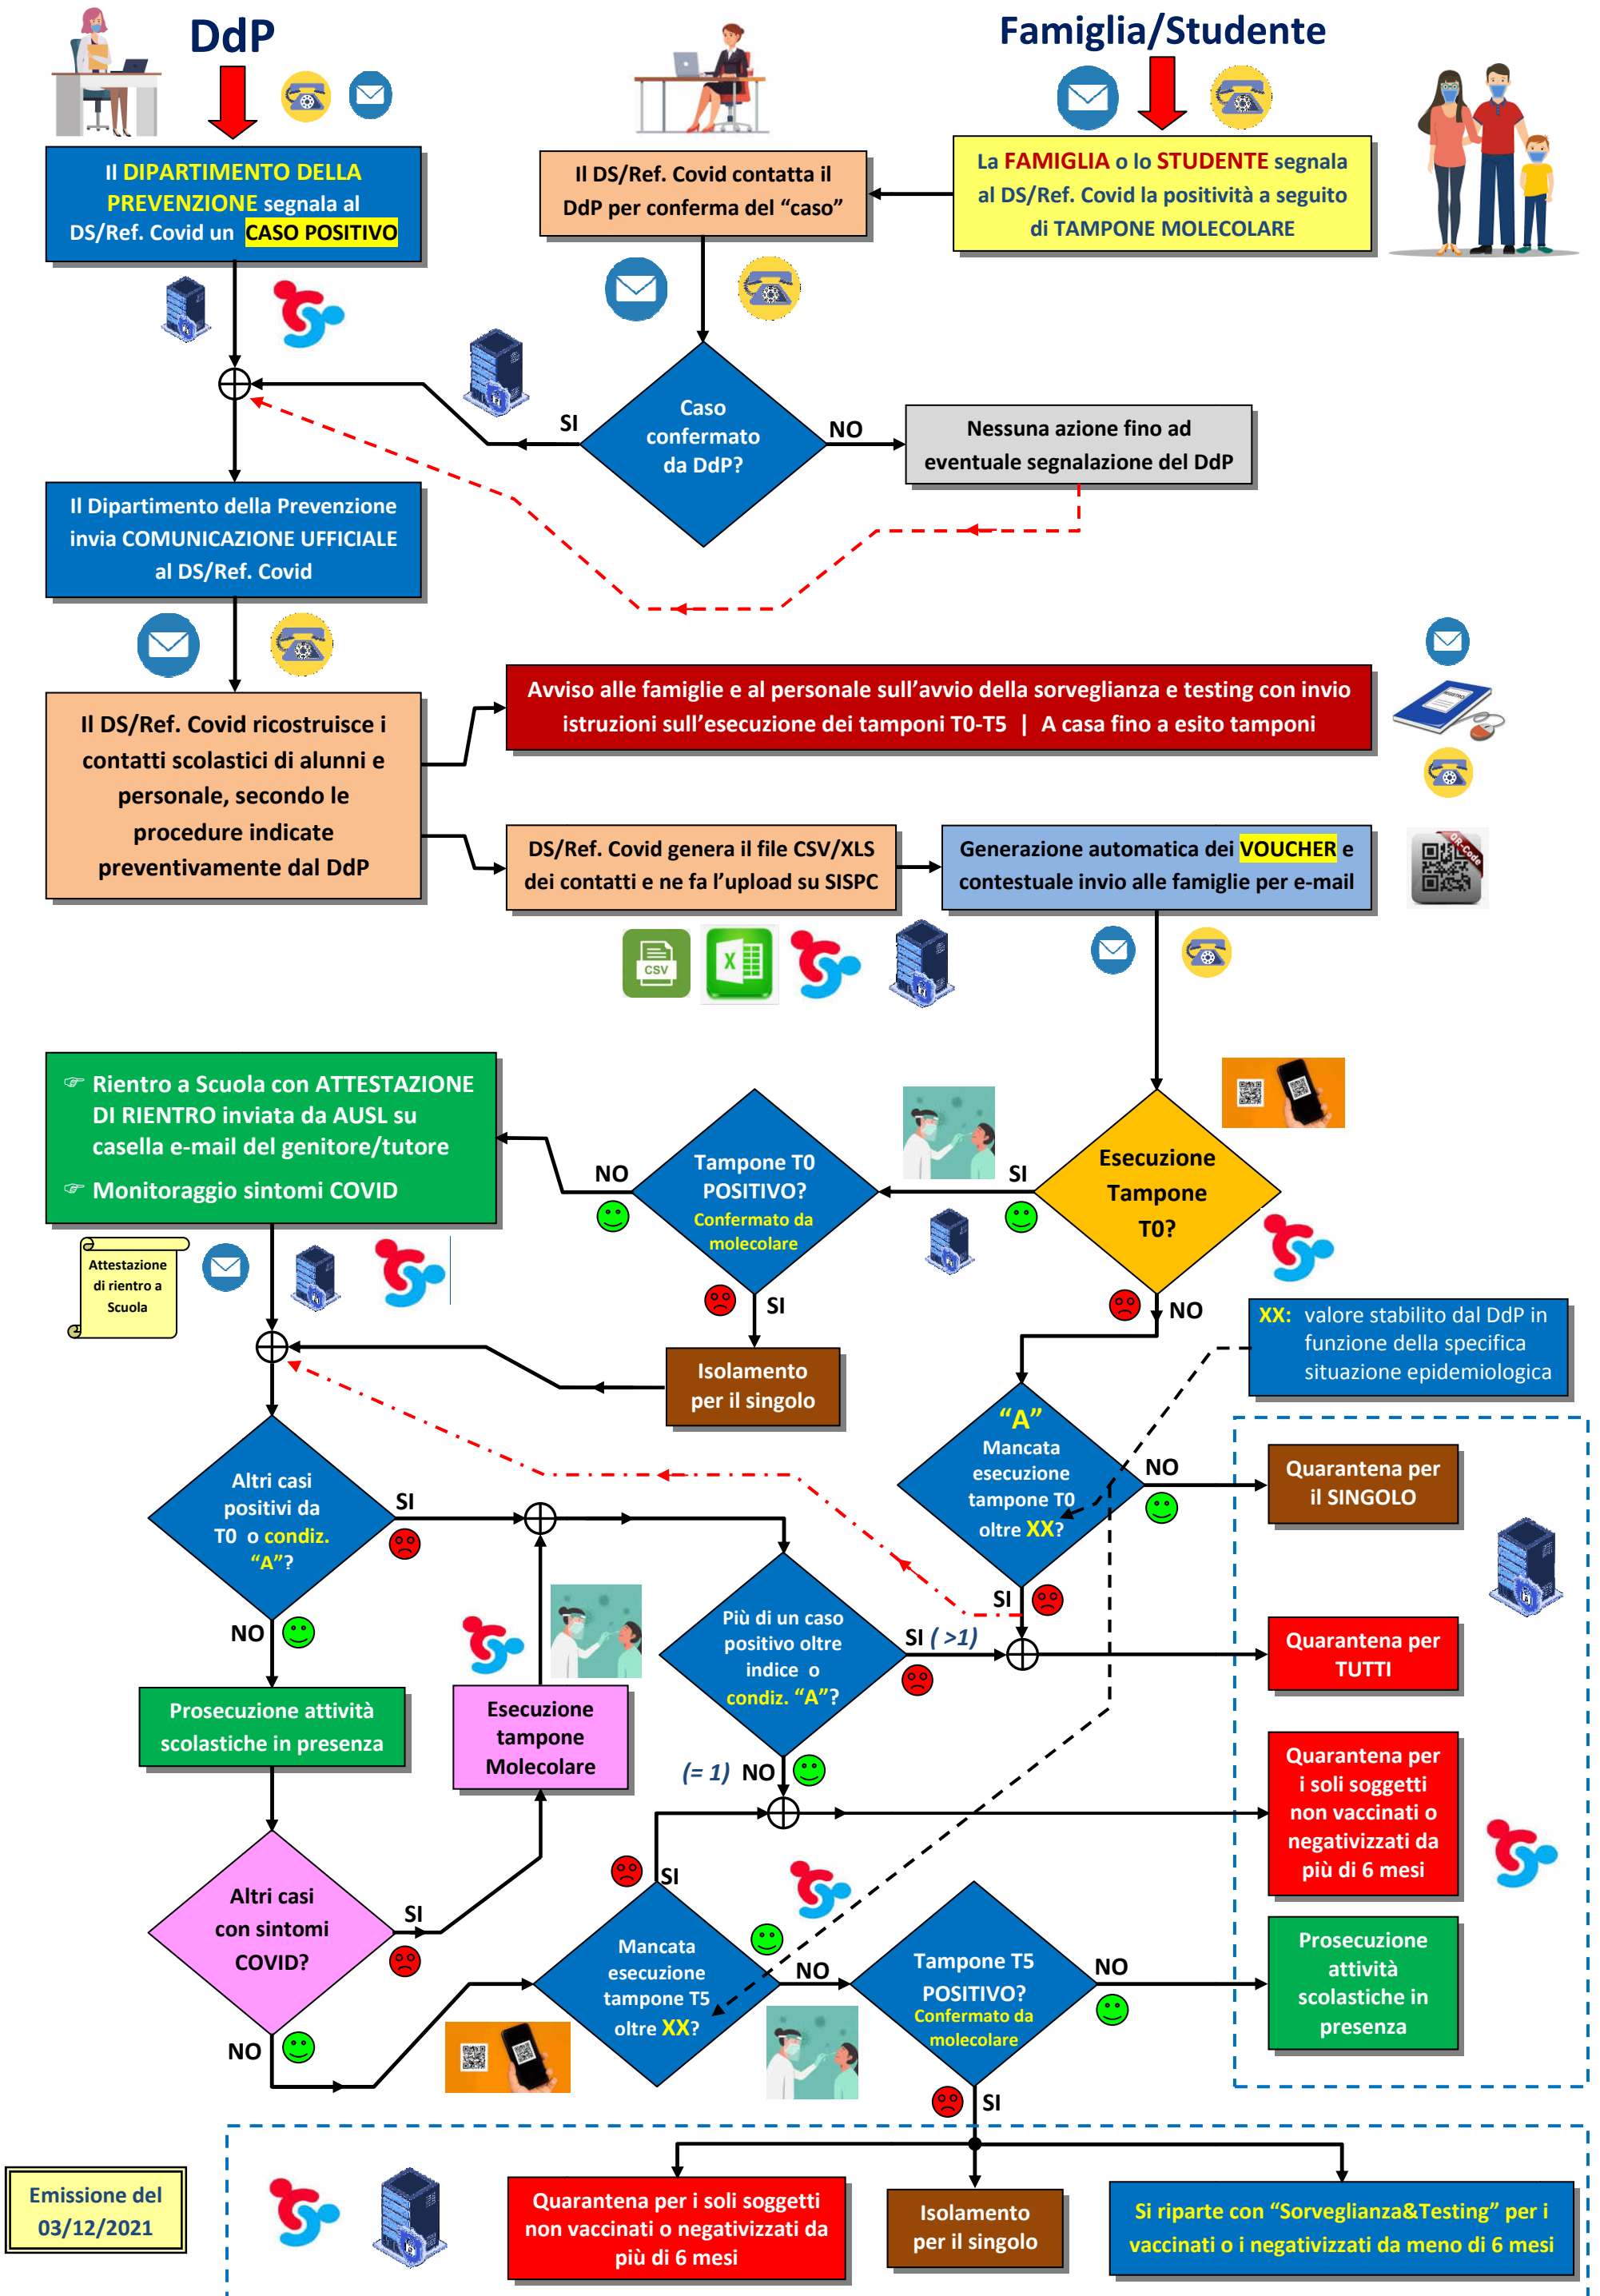 DdP
Famiglia/Studente
Il DIPARTIMENTO DELLA
PREVENZIONE segnala al
DS/Ref. Covid un CASO POSITIVO
Il DS/Ref. Covid contatta il
DdP per conferma del “caso”
La FAMIGLIA o lo STUDENTE segnala
al DS/Ref. Covid la positività a seguito
di TAMPONE MOLECOLARE
Caso
confermato
da DdP?
SI
NO
Nessuna azione fino ad
eventuale segnalazione del DdP
Il Dipartimento della Prevenzione
invia COMUNICAZIONE UFFICIALE
al DS/Ref. Covid
Il DS/Ref. Covid ricostruisce i
contatti scolastici di alunni e
personale, secondo le
procedure indicate
preventivamente dal DdP
Avviso alle famiglie e al personale sull’avvio della sorveglianza e testing con invio
istruzioni sull’esecuzione dei tamponi T0-T5 | A casa fino a esito tamponi
DS/Ref. Covid genera il file CSV/XLS
dei contatti e ne fa l’upload su SISPC
Generazione automatica dei VOUCHER e
contestuale invio alle famiglie per e-mail
QR-Code
CSV
X
☞ Rientro a Scuola con ATTESTAZIONE
DI RIENTRO inviata da AUSL su
casella e-mail del genitore/tutore
☞ Monitoraggio sintomi COVID
NO
Tampone T0
POSITIVO?
Confermato da
molecolare
SI
SI
Esecuzione
Tampone
T0?
NO
Attestazione
di rientro a
Scuola
Isolamento
per il singolo
XX: valore stabilito dal DdP in
funzione della specifica
situazione epidemiologica
“A”
Mancata
esecuzione
tampone T0
oltre XX?
NO
SI
Quarantena per
il SINGOLO
Altri casi
positivi da
T0 o condiz.
“A”?
SI
NO
Più di un caso
positivo oltre
indice o
condiz. “A”?
SI ( >1)
(= 1) NO
Quarantena per
TUTTI
Prosecuzione attività
scolastiche in presenza
Esecuzione
tampone
Molecolare
Quarantena per
i soli soggetti
non vaccinati o
negativizzati da
più di 6 mesi
Altri casi
con sintomi
COVID?
SI
NO
Mancata
esecuzione
tampone T5
oltre XX?
SI
NO
Tampone T5
POSITIVO?
Confermato da
molecolare
NO
SI
Prosecuzione
attività
scolastiche in
presenza
Emissione del
03/12/2021
Quarantena per i soli soggetti
non vaccinati o negativizzati da
più di 6 mesi
Isolamento
per il singolo
Si riparte con “Sorveglianza&Testing” per i
vaccinati o i negativizzati da meno di 6 mesi